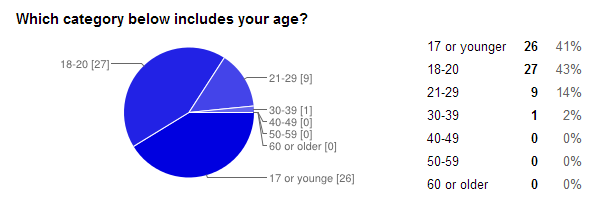 Which category below includes your age?
18-20 [27]
21-29 [9]
30-39 [1]
40-49 [0]
50-59 [0]
60 or older [0]
17 or younge [26]
17 or younger 26 41%
18-20 27 43%
21-29 9 14%
30-39 1 2%
40-49 0 0%
50-59 0 0%
60 or older 0 0%